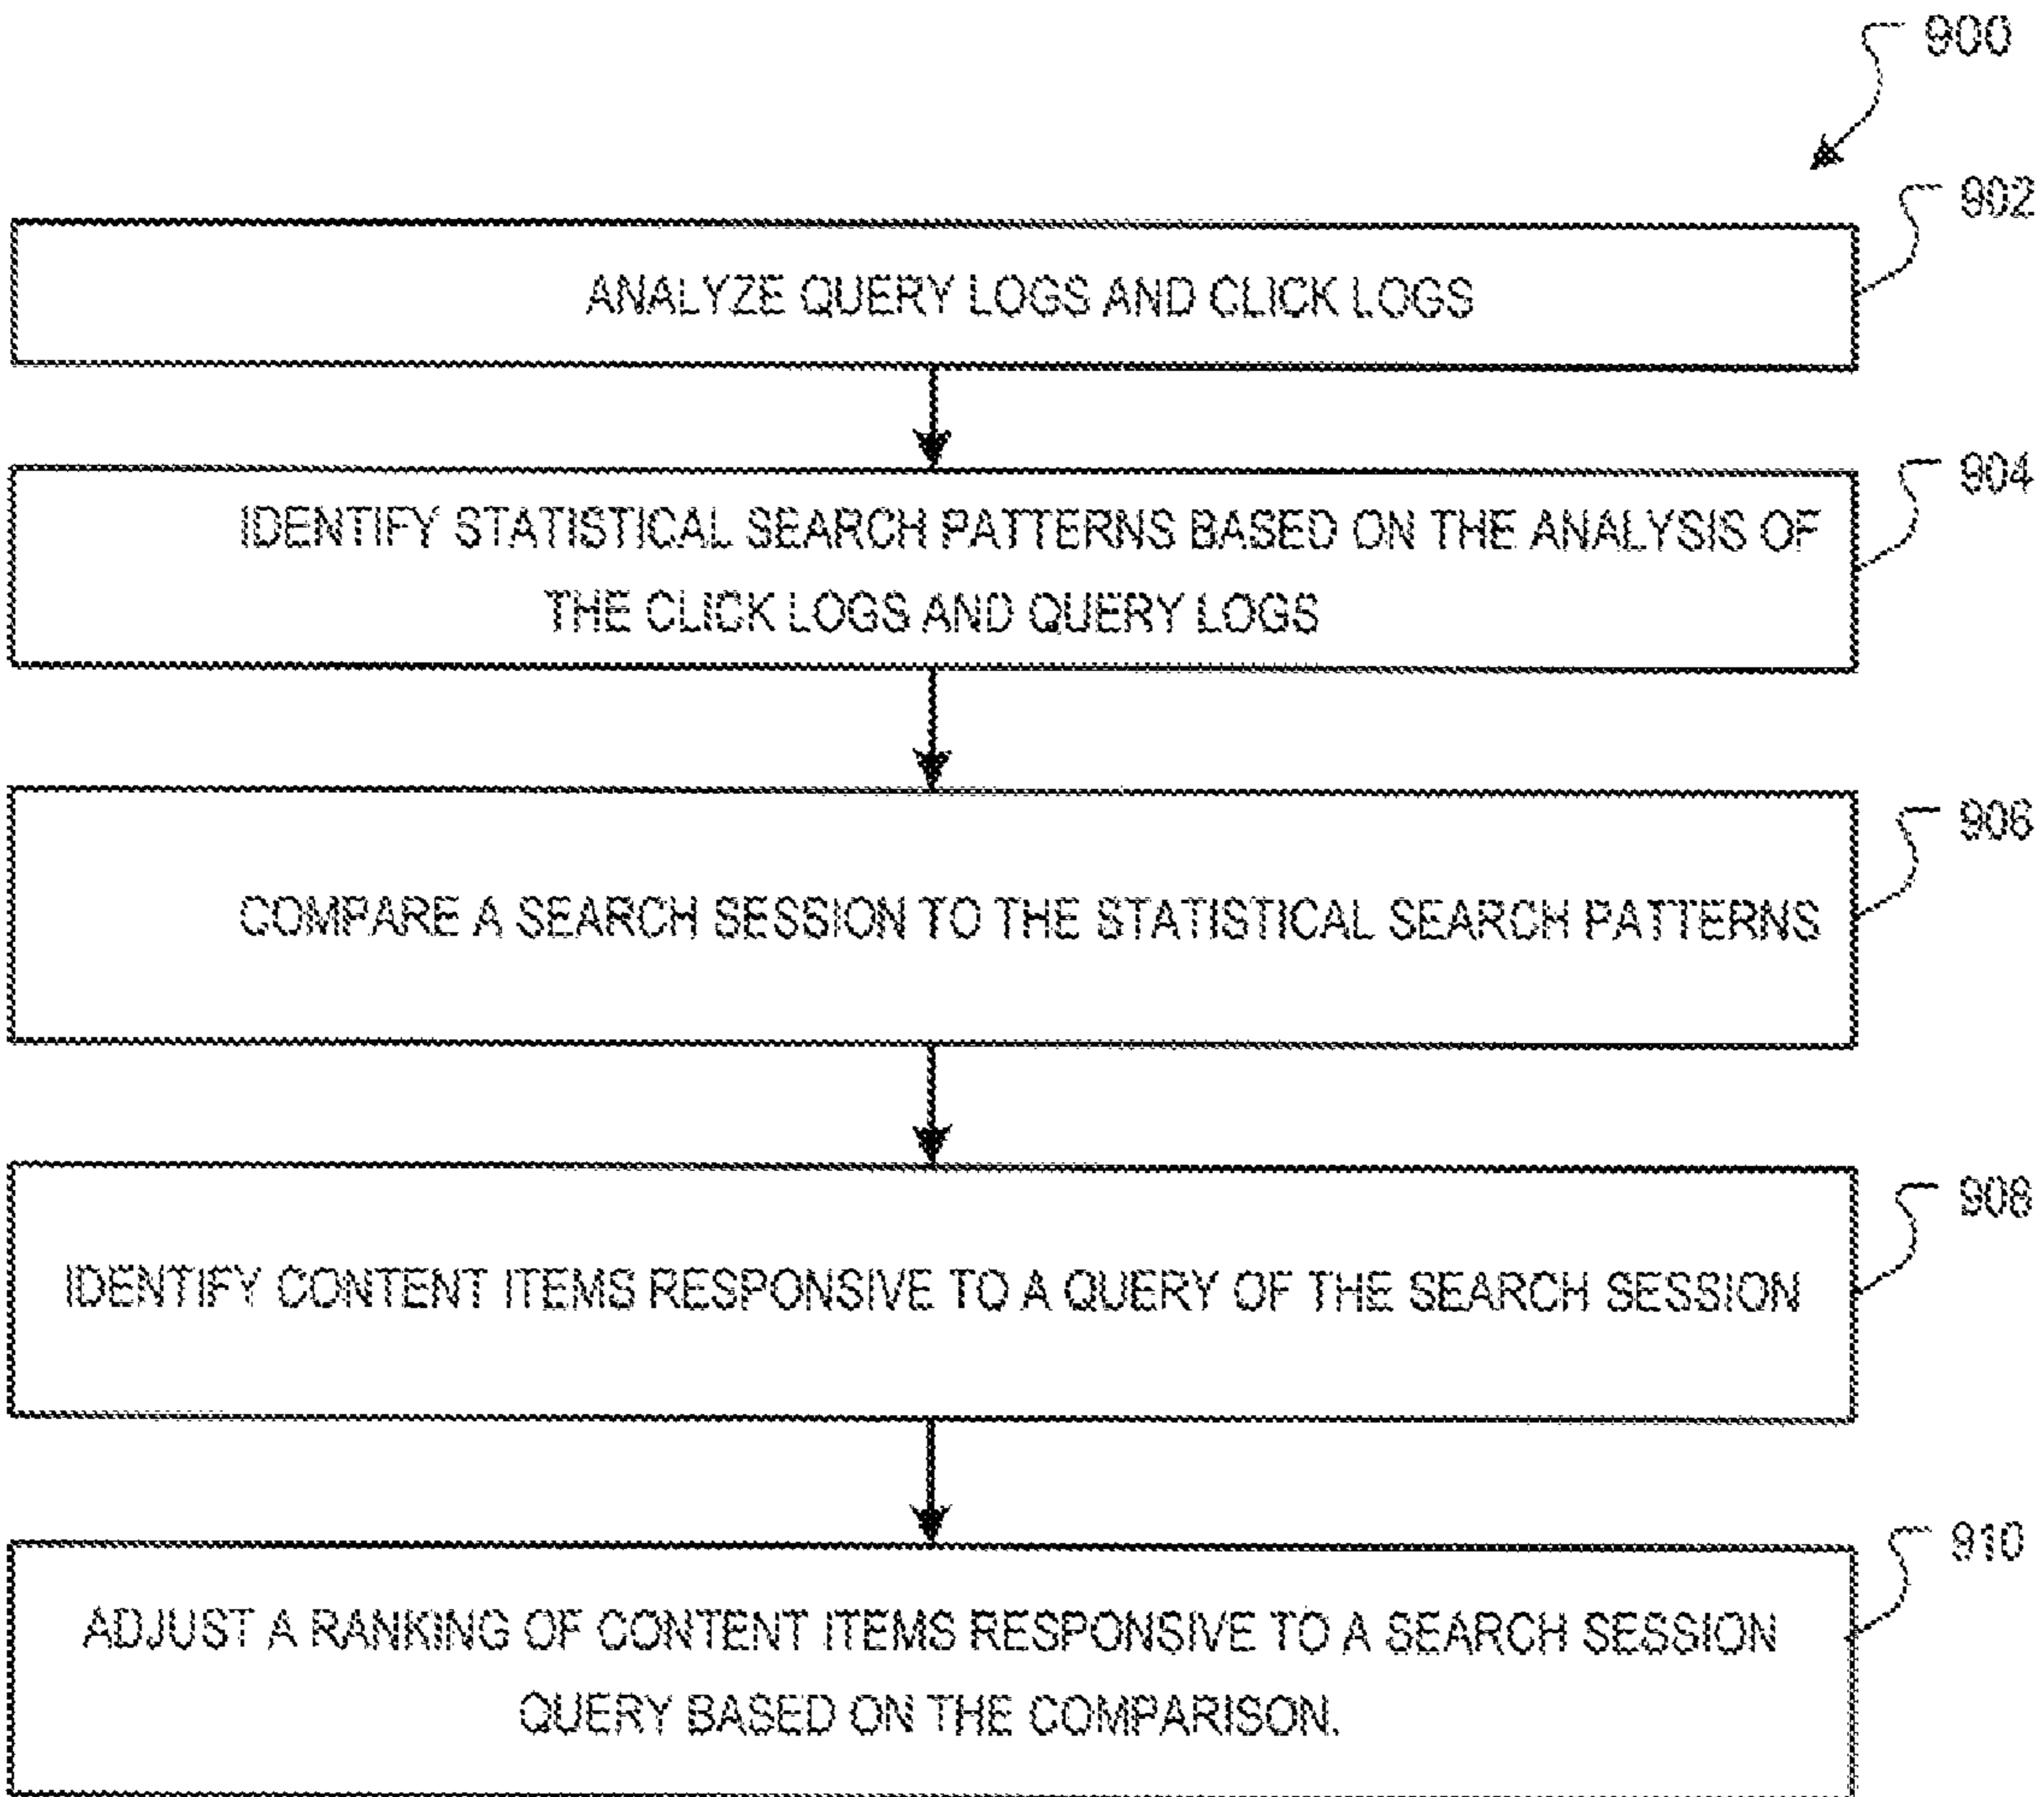 900
902
ANALYZE QUERY LOGS AND CLICK LOGS
904
IDENTIFY STATISTICAL SEARCH PATTERNS BASED ON THE ANALYSIS OF
THE CLICK LOGS AND QUERY LOGS
906
COMPARE A SEARCH SESSION TO THE STATISTICAL SEARCH PATTERNS
908
IDENTIFY CONTENT ITEMS RESPONSIVE TO A QUERY OF THE SEARCH SESSION
910
ADJUST A RANKING OF CONTENT ITEMS RESPONSIVE TO A SEARCH SESSION
QUERY BASED ON THE COMPARISON.